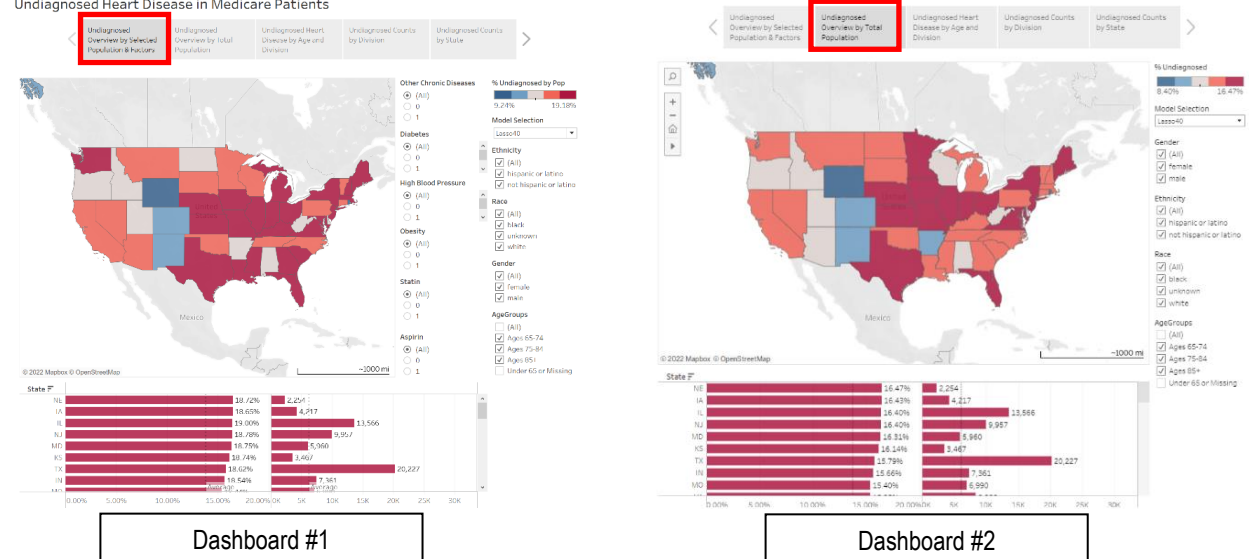 Undiagnosed Heart Disease in Medicare Patients
Undiagnosed
Overview by Selected
Population & Factors
Undiagnosed
Overview by Total
Population
Undiagnosed Heart
Disease by Age and
Division
Undiagnosed Counts
by Division
Undiagnosed Counts
by State
Other Chronic Diseases
(All)
0
1
Diabetes
(All)
0
1
High Blood Pressure
(All)
0
1
Obesity
(All)
0
1
Statin
(All)
0
1
Aspirin
(All)
0
1
% Undiagnosed by Pop
9.24% 19.18%
Model Selection
Lasso40
Ethnicity
(All)
hispanic or latino
not hispanic or latino
Race
(All)
black
unknown
white
Gender
(All)
female
male
AgeGroups
(All)
Ages 65-74
Ages 75-84
Ages 85+
Under 65 or Missing
United
States
Mexico
© 2022 Mapbox © OpenStreetMap
~1000 mi
State
NE 18.72% 2,254
IA 18.65% 4,217
IL 19.00% 13,566
NJ 18.78% 9,957
MD 18.75% 5,960
KS 18.74% 3,467
TX 18.62% 20,227
IN 18.54% 7,361
MO
Average Average
0.00% 5.00% 10.00% 15.00% 20.00% 0K 5K 10K 15K 20K 25K 30K
Dashboard #1
Undiagnosed
Overview by Selected
Population & Factors
Undiagnosed
Overview by Total
Population
Undiagnosed Heart
Disease by Age and
Division
Undiagnosed Counts
by Division
Undiagnosed Counts
by State
% Undiagnosed
8.40% 16.47%
Model Selection
Lasso40
Gender
(All)
female
male
Ethnicity
(All)
hispanic or latino
not hispanic or latino
Race
(All)
black
unknown
white
AgeGroups
(All)
Ages 65-74
Ages 75-84
Ages 85+
Under 65 or Missing
United
States
Mexico
© 2022 Mapbox © OpenStreetMap
~1000 mi
State
NE 16.47% 2,254
IA 16.43% 4,217
IL 16.40% 13,566
NJ 16.40% 9,957
MD 16.31% 5,960
KS 16.14% 3,467
TX 15.79% 20,227
IN 15.66% 7,361
MO 15.40% 6,990
0.00% 5.00% 10.00% 15.00% 20.00% 0K 5K 10K 15K 20K 25K 30K
Dashboard #2